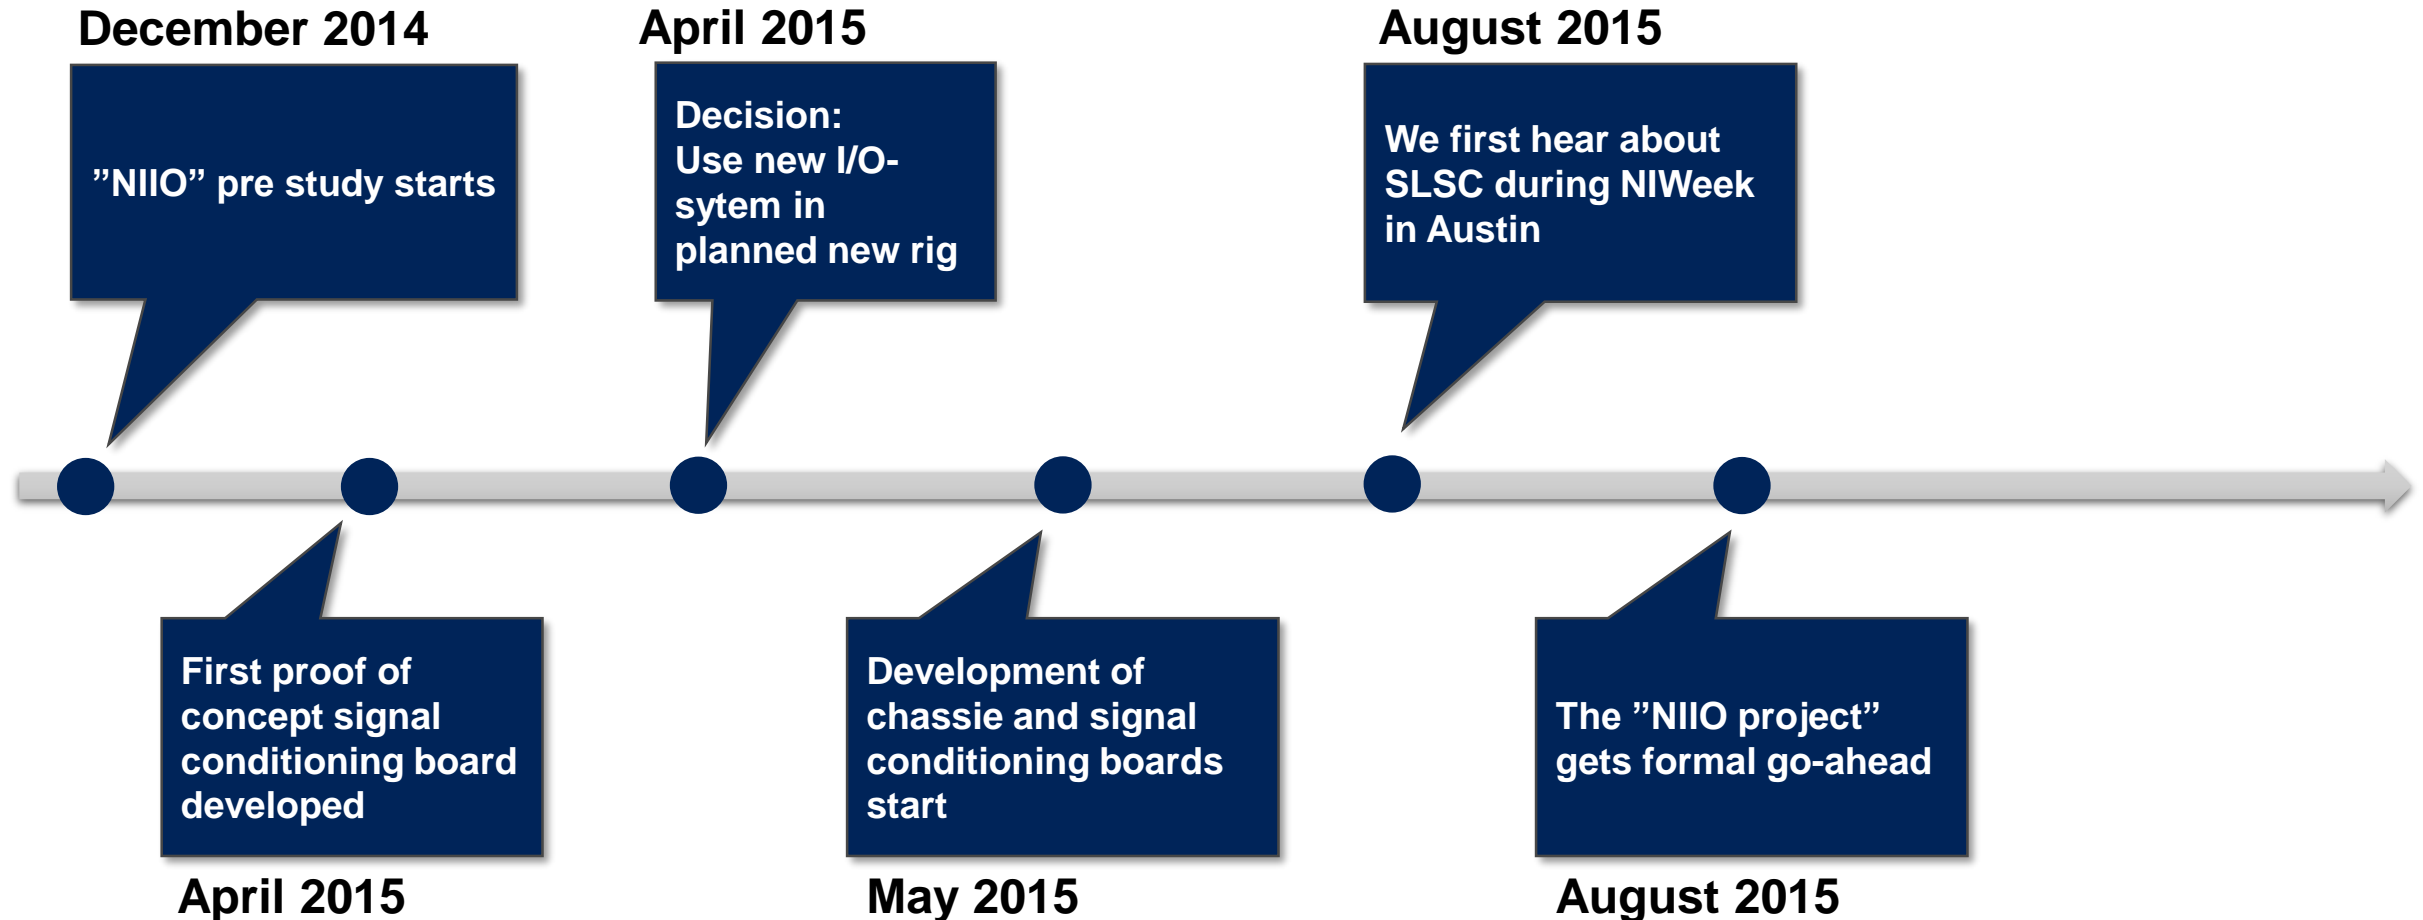 December 2014
”NIIO” pre study starts
April 2015
Decision:
Use new I/O-
sytem in
planned new rig
August 2015
We first hear about
SLSC during NIWeek
in Austin
First proof of
concept signal
conditioning board
developed
April 2015
Development of
chassie and signal
conditioning boards
start
May 2015
The ”NIIO project”
gets formal go-ahead
August 2015